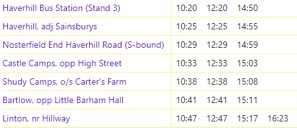 Haverhill Bus Station (Stand 3) 10:20 12:20 14:50
Haverhill, adj Sainsburys 10:25 12:25 14:55
Nosterfield End Haverhill Road (S-bound) 10:29 12:29 14:59
Castle Camps, opp High Street 10:33 12:33 15:03
Shudy Camps, o/s Carter's Farm 10:38 12:38 15:08
Bartlow, opp Little Barham Hall 10:41 12:41 15:11
Linton, nr Hillway 10:47 12:47 15:17 16:23